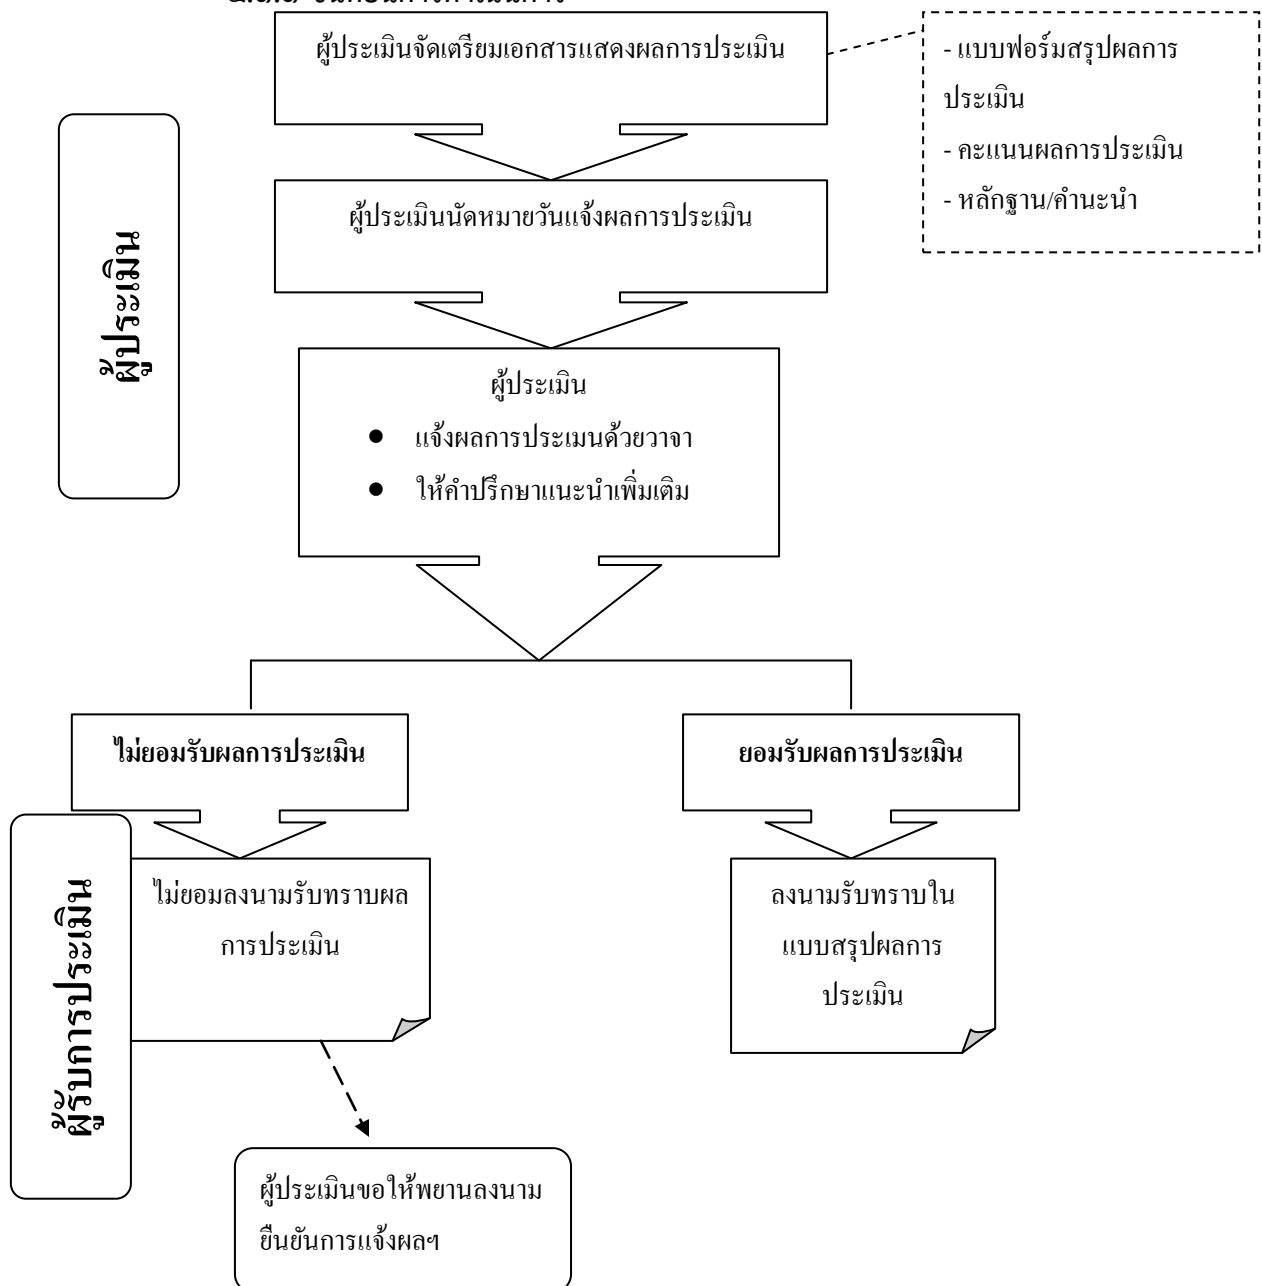 ผู้ประเมินจัดเตรียมเอกสารแสดงผลการประเมิน
- แบบฟอร์มสรุปผลการ
ประเมิน
- คะแนนผลการประเมิน
- หลักฐาน/คำนะนำ
ผู้ประเมิน
ผู้ประเมินนัดหมายวันแจ้งผลการประเมิน
ผู้ประเมิน
● แจ้งผลการประเมนด้วยวาจา
● ให้คำปรึกษาแนะนำเพิ่มเติม
ไม่ยอมรับผลการประเมิน
ยอมรับผลการประเมิน
ผู้รับการประเมิน
ไม่ยอมลงนามรับทราบผล
การประเมิน
ลงนามรับทราบใน
แบบสรุปผลการ
ประเมิน
ผู้ประเมินขอให้พยานลงนาม
ยืนยันการแจ้งผลฯ